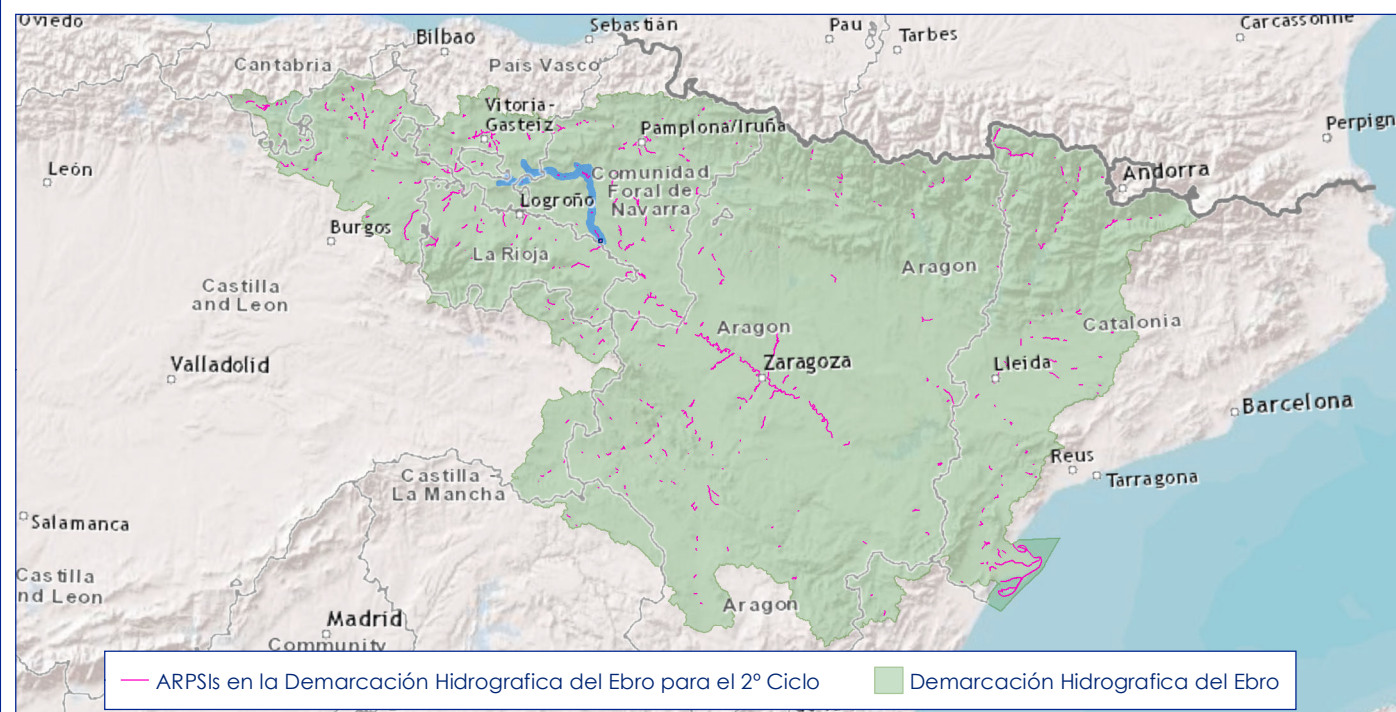 Oviedo
Bilbao
Sebastián
Pau
Tarbes
Carcassonne
Cantabria
País Vasco
Vitoria-
Gasteiz
Pamplona/Iruña
Perpign
León
Andorra
Comunidad
Foral de
Navarra
Logroño
Burgos
La Rioja
Aragon
Castilla
and Leon
Aragon
Catalonia
Valladolid
Zaragoza
Lleida
Barcelona
Reus
Tarragona
Castilla
La Mancha
Salamanca
Castilla
nd Leon
Aragon
Madrid
Community
ARPSIs en la Demarcación Hidrografica del Ebro para el 2º Ciclo
Demarcación Hidrografica del Ebro